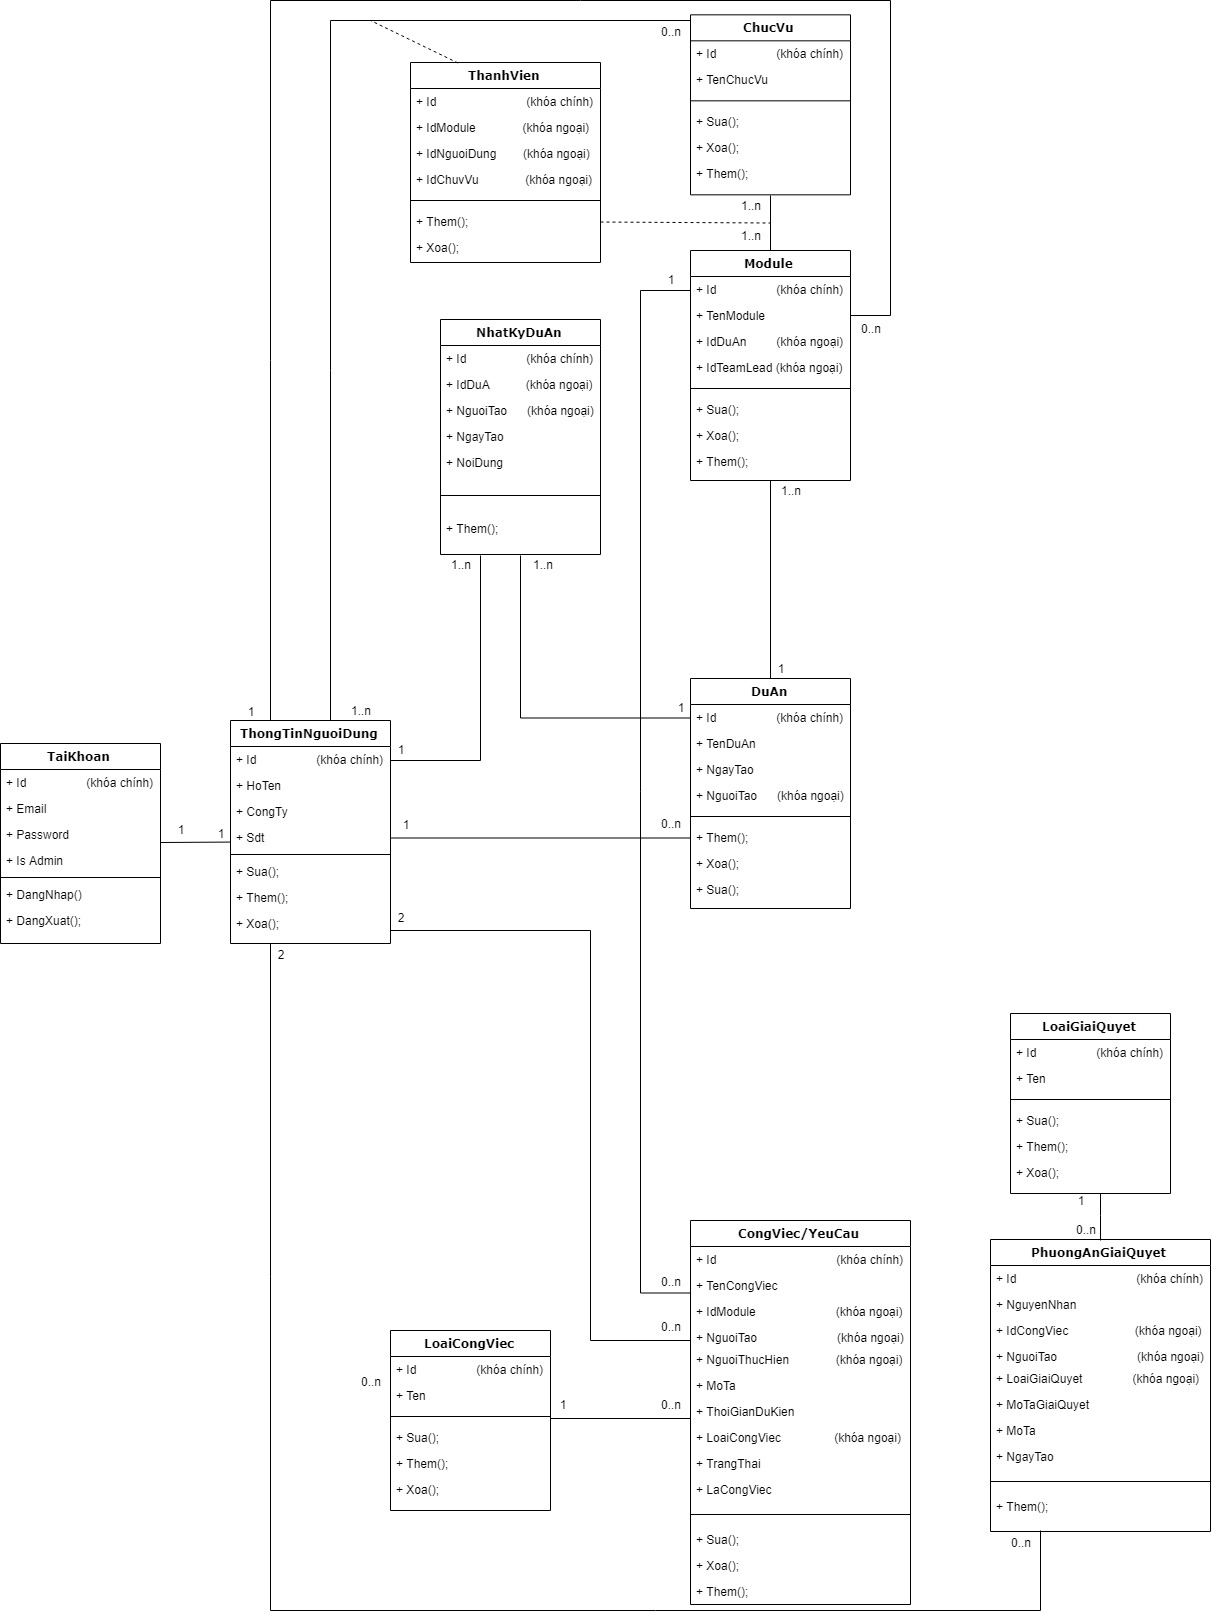 ChucVu
+ Id (khóa chính)
+ TenChucVu
+ Sua();
+ Xoa();
+ Them();
0..n
1..n
ThanhVien
+ Id (khóa chính)
+ IdModule (khóa ngoại)
+ IdNguoiDung (khóa ngoại)
+ IdChuvVu (khóa ngoại)
+ Them();
+ Xoa();
1..n
Module
+ Id (khóa chính)
+ TenModule
+ IdDuAn (khóa ngoại)
+ IdTeamLead (khóa ngoại)
+ Sua();
+ Xoa();
+ Them();
1
0..n
1..n
NhatKyDuAn
+ Id (khóa chính)
+ IdDuA (khóa ngoại)
+ NguoiTao (khóa ngoại)
+ NgayTao
+ NoiDung
+ Them();
1..n
1..n
1
DuAn
+ Id (khóa chính)
+ TenDuAn
+ NgayTao
+ NguoiTao (khóa ngoại)
+ Them();
+ Xoa();
+ Sua();
1
0..n
1
1..n
ThongTinNguoiDung
+ Id (khóa chính)
+ HoTen
+ CongTy
+ Sdt
+ Sua();
+ Them();
+ Xoa();
1
1
2
2
TaiKhoan
+ Id (khóa chính)
+ Email
+ Password
+ Is Admin
+ DangNhap()
+ DangXuat();
1
1
LoaiGiaiQuyet
+ Id (khóa chính)
+ Ten
+ Sua();
+ Them();
+ Xoa();
1
0..n
PhuongAnGiaiQuyet
+ Id (khóa chính)
+ NguyenNhan
+ IdCongViec (khóa ngoại)
+ NguoiTao (khóa ngoại)
+ LoaiGiaiQuyet (khóa ngoại)
+ MoTaGiaiQuyet
+ MoTa
+ NgayTao
+ Them();
0..n
CongViec/YeuCau
+ Id (khóa chính)
+ TenCongViec
+ IdModule (khóa ngoại)
+ NguoiTao (khóa ngoại)
+ NguoiThucHien (khóa ngoại)
+ MoTa
+ ThoiGianDuKien
+ LoaiCongViec (khóa ngoại)
+ TrangThai
+ LaCongViec
+ Sua();
+ Xoa();
+ Them();
0..n
0..n
0..n
LoaiCongViec
+ Id (khóa chính)
+ Ten
+ Sua();
+ Them();
+ Xoa();
0..n
1